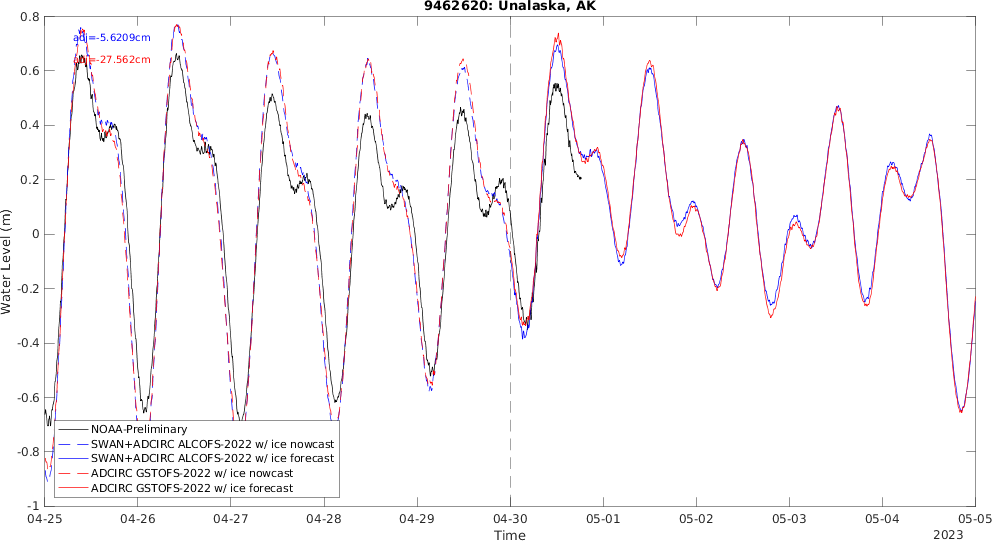 9462620: Unalaska, AK
0.8
0.6
0.4
0.2
0
-0.2
-0.4
-0.6
-0.8
-1
Water Level (m)
adj=-5.6209cm
adj=-27.562cm
NOAA-Preliminary
SWAN+ADCIRC ALCOFS-2022 w/ ice nowcast
SWAN+ADCIRC ALCOFS-2022 w/ ice forecast
ADCIRC GSTOFS-2022 w/ ice nowcast
ADCIRC GSTOFS-2022 w/ ice forecast
04-25 04-26 04-27 04-28 04-29 04-30 05-01 05-02 05-03 05-04 05-05
Time
2023